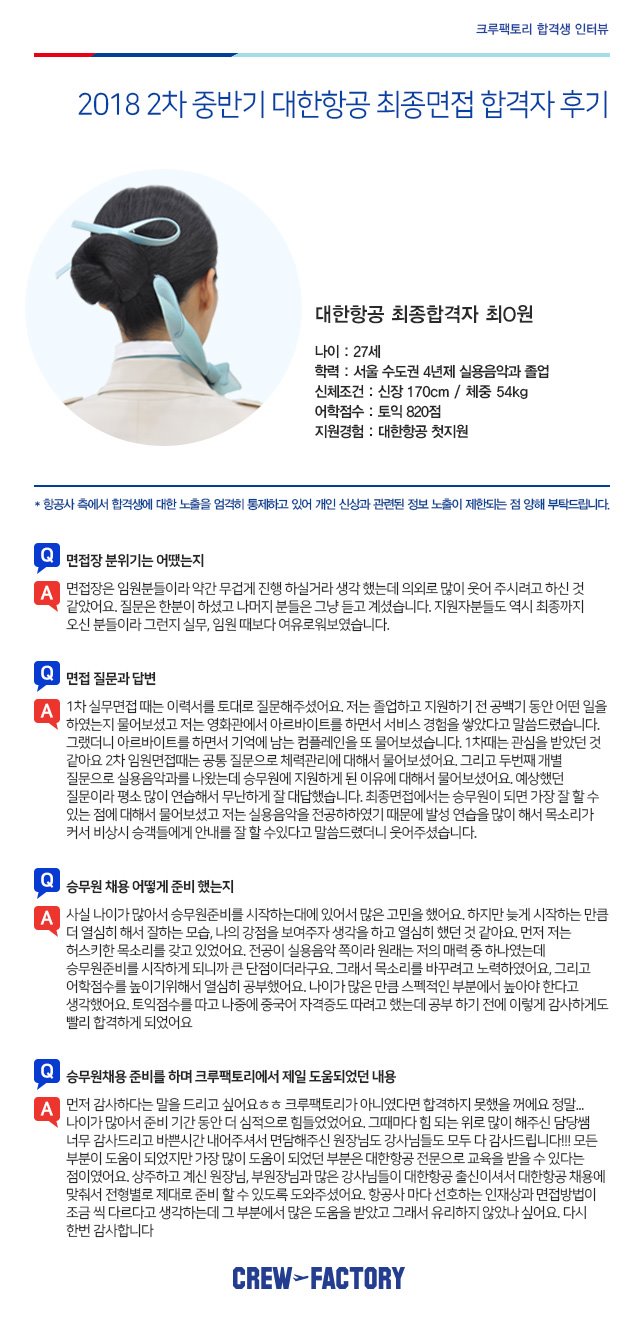 크루팩토리 합격생 인터뷰
2018 2차 중반기 대한항공 최종면접 합격자 후기
대한항공 최종합격자 최O원
나이 : 27세
학력 : 서울 수도권 4년제 실용음악과 졸업
신체조건 : 신장 170cm / 체중 54kg
어학점수 : 토익 820점
지원경험 : 대한항공 첫지원
* 항공사 측에서 합격생에 대한 노출을 엄격히 통제하고 있어 개인 신상과 관련된 정보 노출이 제한되는 점 양해 부탁드립니다.
Q 면접장 분위기는 어땠는지
A 면접장은 임원분들이라 약간 무겁게 진행 하실거라 생각 했는데 의외로 많이 웃어 주시려고 하신 것
같았어요. 질문은 한분이 하셨고 나머지 분들은 그냥 듣고 계셨습니다. 지원자분들도 역시 최종까지
오신 분들이라 그런지 실무, 임원 때보다 여유로워보였습니다.
Q 면접 질문과 답변
A 1차 실무면접 때는 이력서를 토대로 질문해주셨어요. 저는 졸업하고 지원하기 전 공백기 동안 어떤 일을
하였는지 물어보셨고 저는 영화관에서 아르바이트를 하면서 서비스 경험을 쌓았다고 말씀드렸습니다.
그랬더니 아르바이트를 하면서 기억에 남는 컴플레인을 또 물어보셨습니다. 1차때는 관심을 받았던 것
같아요 2차 임원면접때는 공통 질문으로 체력관리에 대해서 물어보셨어요. 그리고 두번째 개별
질문으로 실용음악과를 나왔는데 승무원에 지원하게 된 이유에 대해서 물어보셨어요. 예상했던
질문이라 평소 많이 연습해서 무난하게 잘 대답했습니다. 최종면접에서는 승무원이 되면 가장 잘 할 수
있는 점에 대해서 물어보셨고 저는 실용음악을 전공하하였기 때문에 발성 연습을 많이 해서 목소리가
커서 비상시 승객들에게 안내를 잘 할 수있다고 말씀드렸더니 웃어주셨습니다.
Q 승무원 채용 어떻게 준비 했는지
A 사실 나이가 많아서 승무원준비를 시작하는대에 있어서 많은 고민을 했어요. 하지만 늦게 시작하는 만큼
더 열심히 해서 잘하는 모습, 나의 강점을 보여주자 생각을 하고 열심히 했던 것 같아요. 먼저 저는
허스키한 목소리를 갖고 있었어요. 전공이 실용음악 쪽이라 원래는 저의 매력 중 하나였는데
승무원준비를 시작하게 되니까 큰 단점이더라구요. 그래서 목소리를 바꾸려고 노력하였어요, 그리고
어학점수를 높이기위해서 열심히 공부했어요. 나이가 많은 만큼 스펙적인 부분에서 높아야 한다고
생각했어요. 토익점수를 따고 나중에 중국어 자격증도 따려고 했는데 공부 하기 전에 이렇게 감사하게도
빨리 합격하게 되었어요
Q 승무원채용 준비를 하며 크루팩토리에서 제일 도움되었던 내용
A 먼저 감사하다는 말을 드리고 싶어요ㅎㅎ 크루팩토리가 아니였다면 합격하지 못했을 꺼에요 정말...
나이가 많아서 준비 기간 동안 더 심적으로 힘들었었어요. 그때마다 힘 되는 위로 많이 해주신 담당쌤
너무 감사드리고 바쁜시간 내어주셔서 면담해주신 원장님도 강사님들도 모두 다 감사드립니다!!! 모든
부분이 도움이 되었지만 가장 많이 도움이 되었던 부분은 대한항공 전문으로 교육을 받을 수 있다는
점이였어요. 상주하고 계신 원장님, 부원장님과 많은 강사님들이 대한항공 출신이셔서 대한항공 채용에
맞춰서 전형별로 제대로 준비 할 수 있도록 도와주셨어요. 항공사 마다 선호하는 인재상과 면접방법이
조금 씩 다르다고 생각하는데 그 부분에서 많은 도움을 받았고 그래서 유리하지 않았나 싶어요. 다시
한번 감사합니다
CREW FACTORY